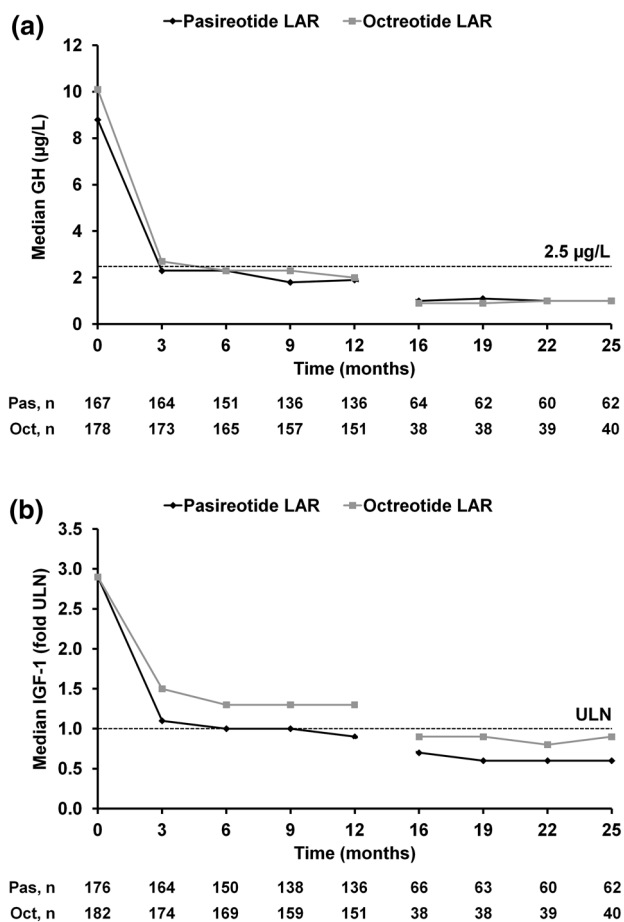 (a)
Pasireotide LAR Octreotide LAR
12
10
8
6
4
2
0
Median GH (µg/L)
2.5 µg/L
0 3 6 9 12 16 19 22 25
Time (months)
Pas, n 167 164 151 136 136 64 62 60 62
Oct, n 178 173 165 157 151 38 38 39 40
(b)
Pasireotide LAR Octreotide LAR
3.5
3.0
2.5
2.0
1.5
1.0
0.5
0.0
Median IGF-1 (fold ULN)
ULN
0 3 6 9 12 16 19 22 25
Time (months)
Pas, n 176 164 150 138 136 66 63 60 62
Oct, n 182 174 169 159 151 38 38 39 40